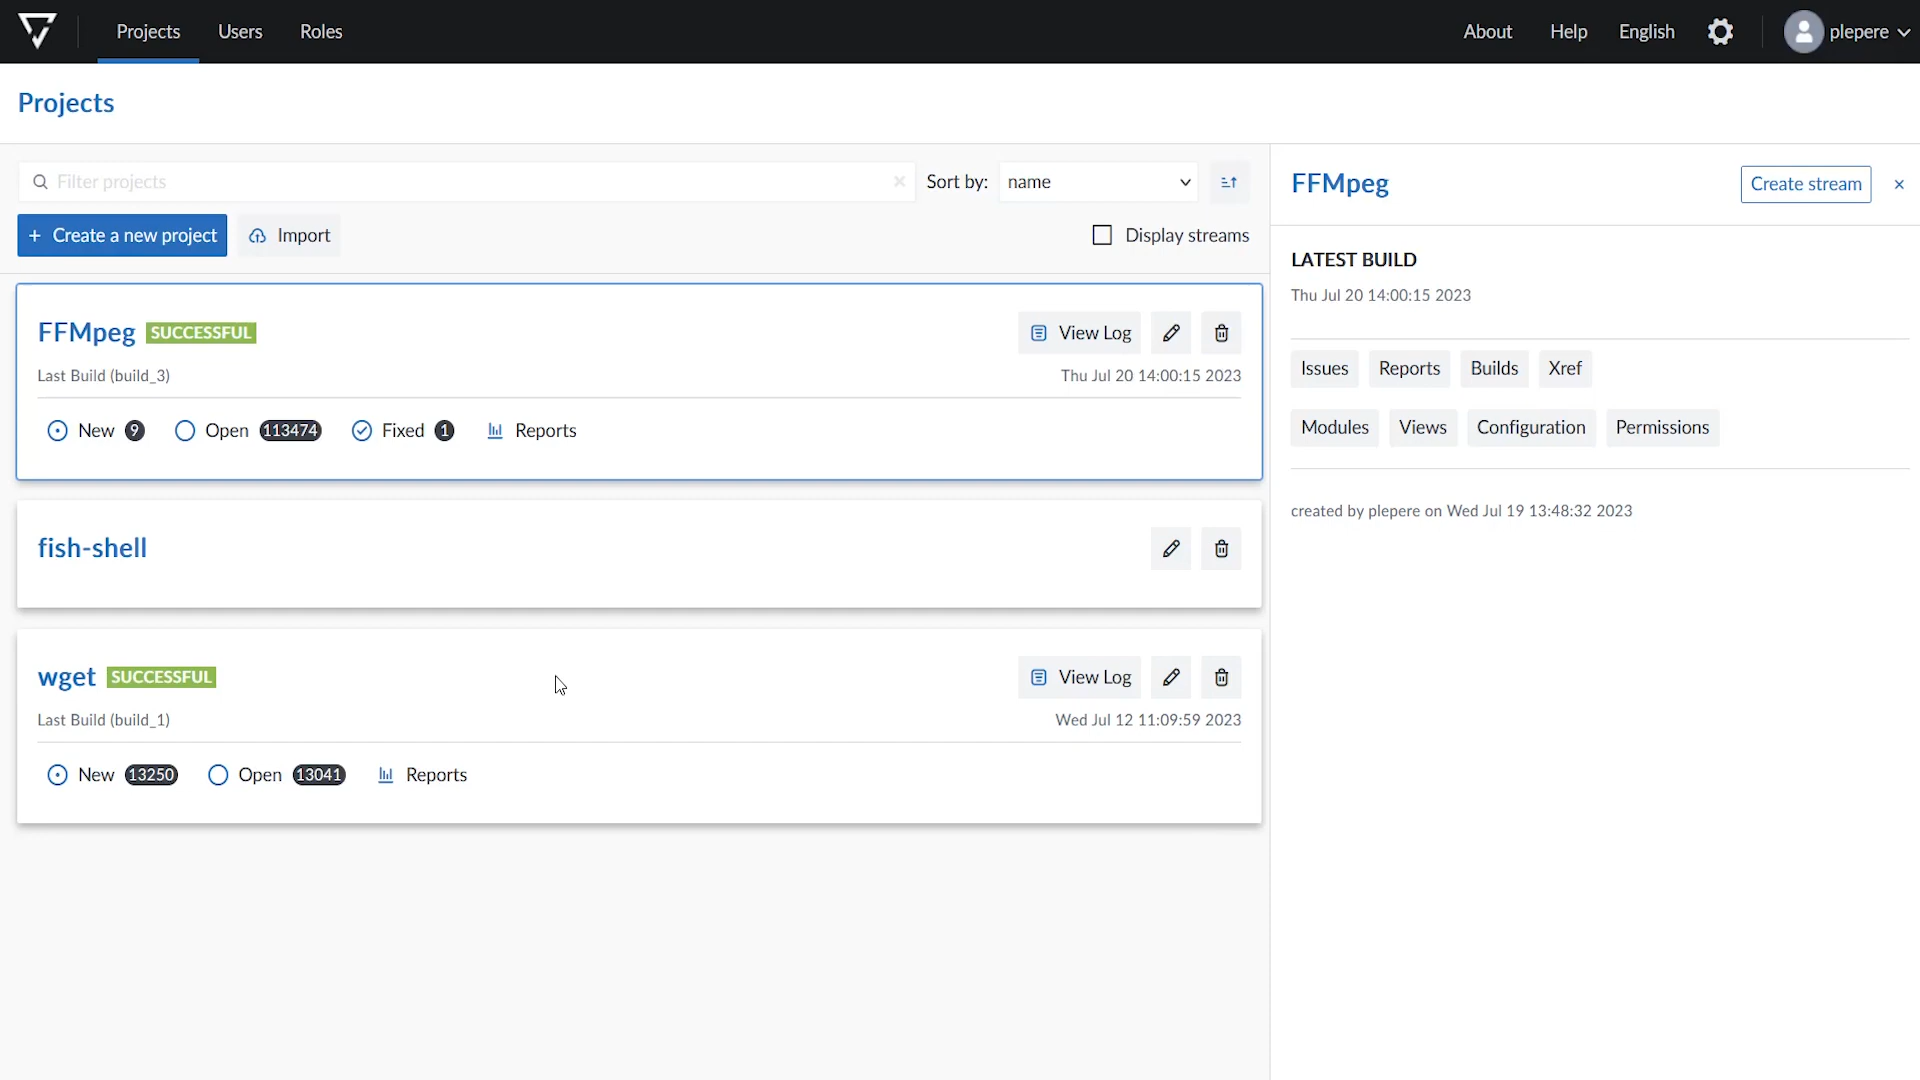 Projects Users Roles About Help English plepere
Projects
Filter projects Sort by: name
+ Create a new project Import Display streams
FFMpeg SUCCESSFUL View Log
Last Build (build_3) Thu Jul 20 14:00:15 2023
New 9 Open 113474 Fixed 1 Reports
fish-shell
wget SUCCESSFUL View Log
Last Build (build_1) Wed Jul 12 11:09:59 2023
New 13250 Open 13041 Reports
FFMpeg Create stream
LATEST BUILD
Thu Jul 20 14:00:15 2023
Issues Reports Builds Xref
Modules Views Configuration Permissions
created by plepere on Wed Jul 19 13:48:32 2023